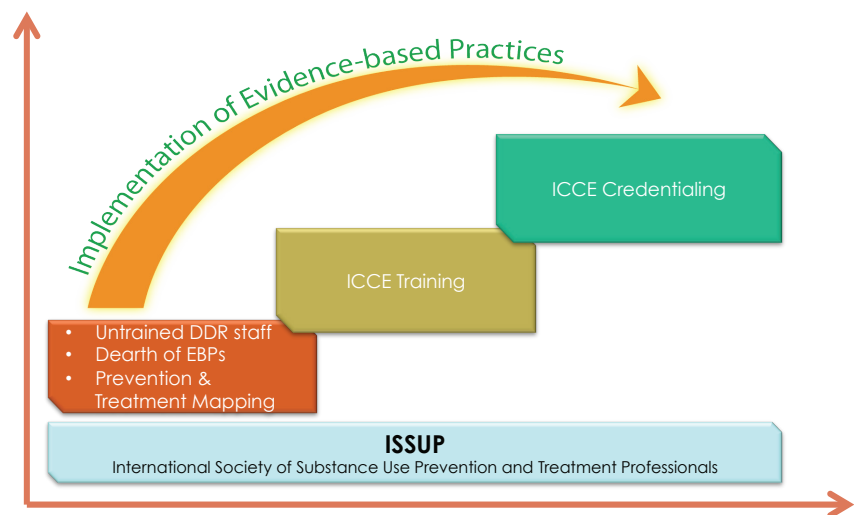 Implementation of Evidence-based Practices
ICCE Credentialing
ICCE Training
• Untrained DDR staff
• Dearth of EBPs
• Prevention &
Treatment Mapping
ISSUP
International Society of Substance Use Prevention and Treatment Professionals